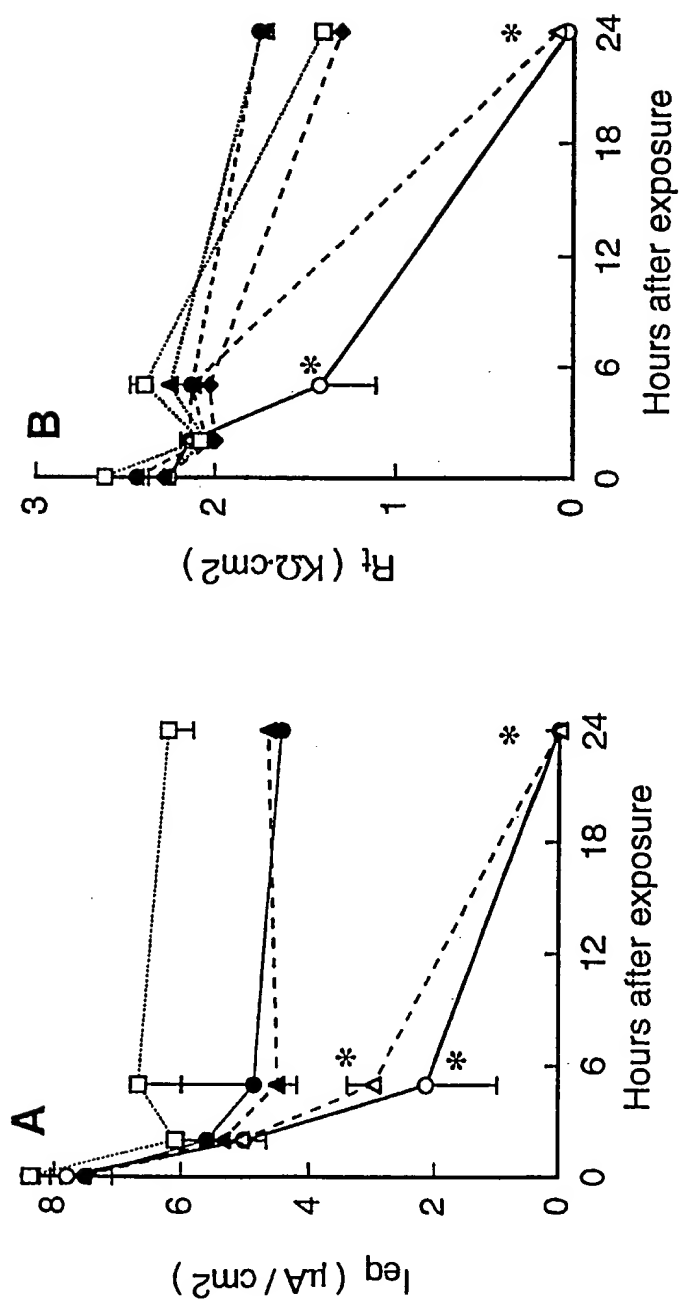 A
I eq ( μA / cm2 )
8
6
4
2
0
0 6 12 18 24
Hours after exposure
*
*
*
B
Rt ( KΩ·cm2 )
3
2
1
0
0 6 12 18 24
Hours after exposure
*
*